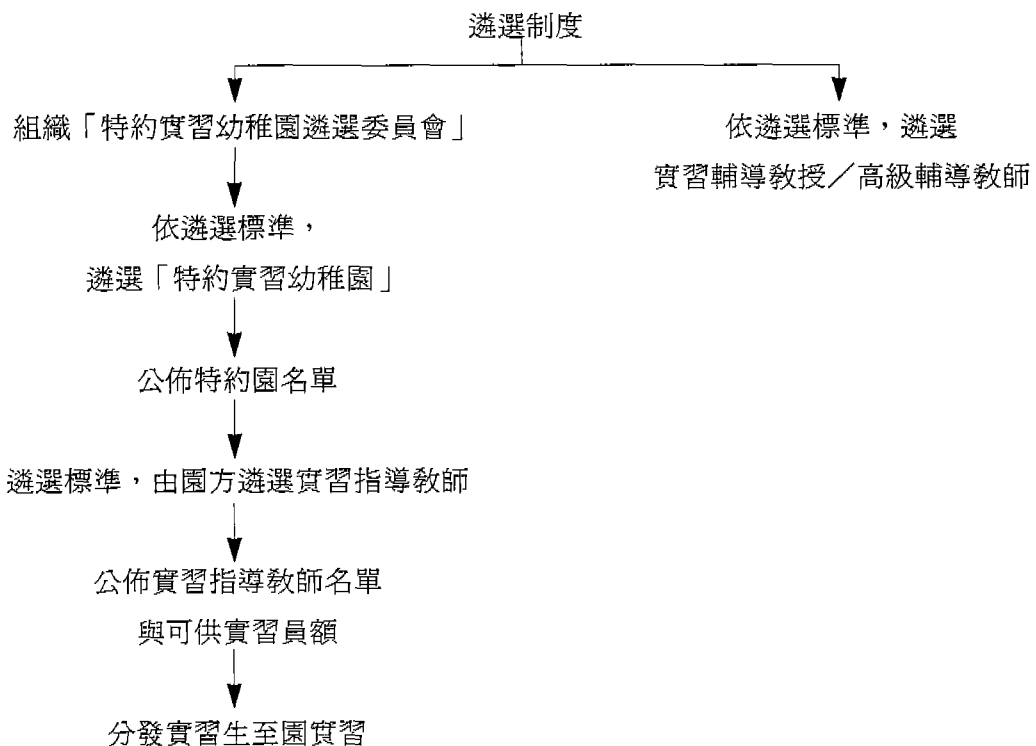 遴選制度
組織「特約實習幼稚園遴選委員會」
依遴選標準,
遴選「特約實習幼稚園」
公佈特約園名單
遴選標準,由園方遴選實習指導教師
公佈實習指導教師名單
與可供實習員額
分發實習生至園實習
依遴選標準,遴選
實習輔導教授/高級輔導教師